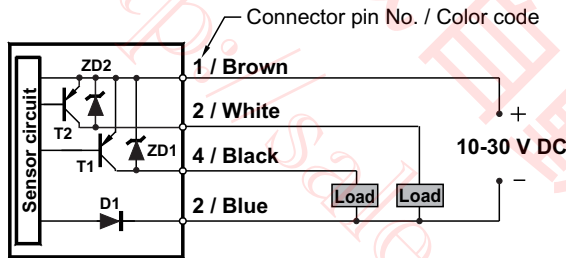 Connector pin No. / Color code
ZD2
1 / Brown
2 / White
T2
+
Sensor circuit
ZD1
10-30 V DC
T1
4 / Black
−
Load
Load
D1
2 / Blue